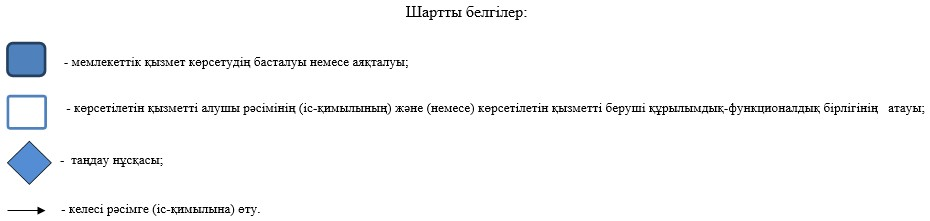 Шартты белгілер:
- мемлекеттік қызмет көрсетудің басталуы немесе аяқталуы;
- көрсетілетін қызметті алушы рәсімінің (іс-қимылының) және (немесе) көрсетілетін қызметті беруші құрылымдық-функционалдық бірлігінің атауы;
- таңдау нұсқасы;
- келесі рәсімге (іс-қимылына) өту.